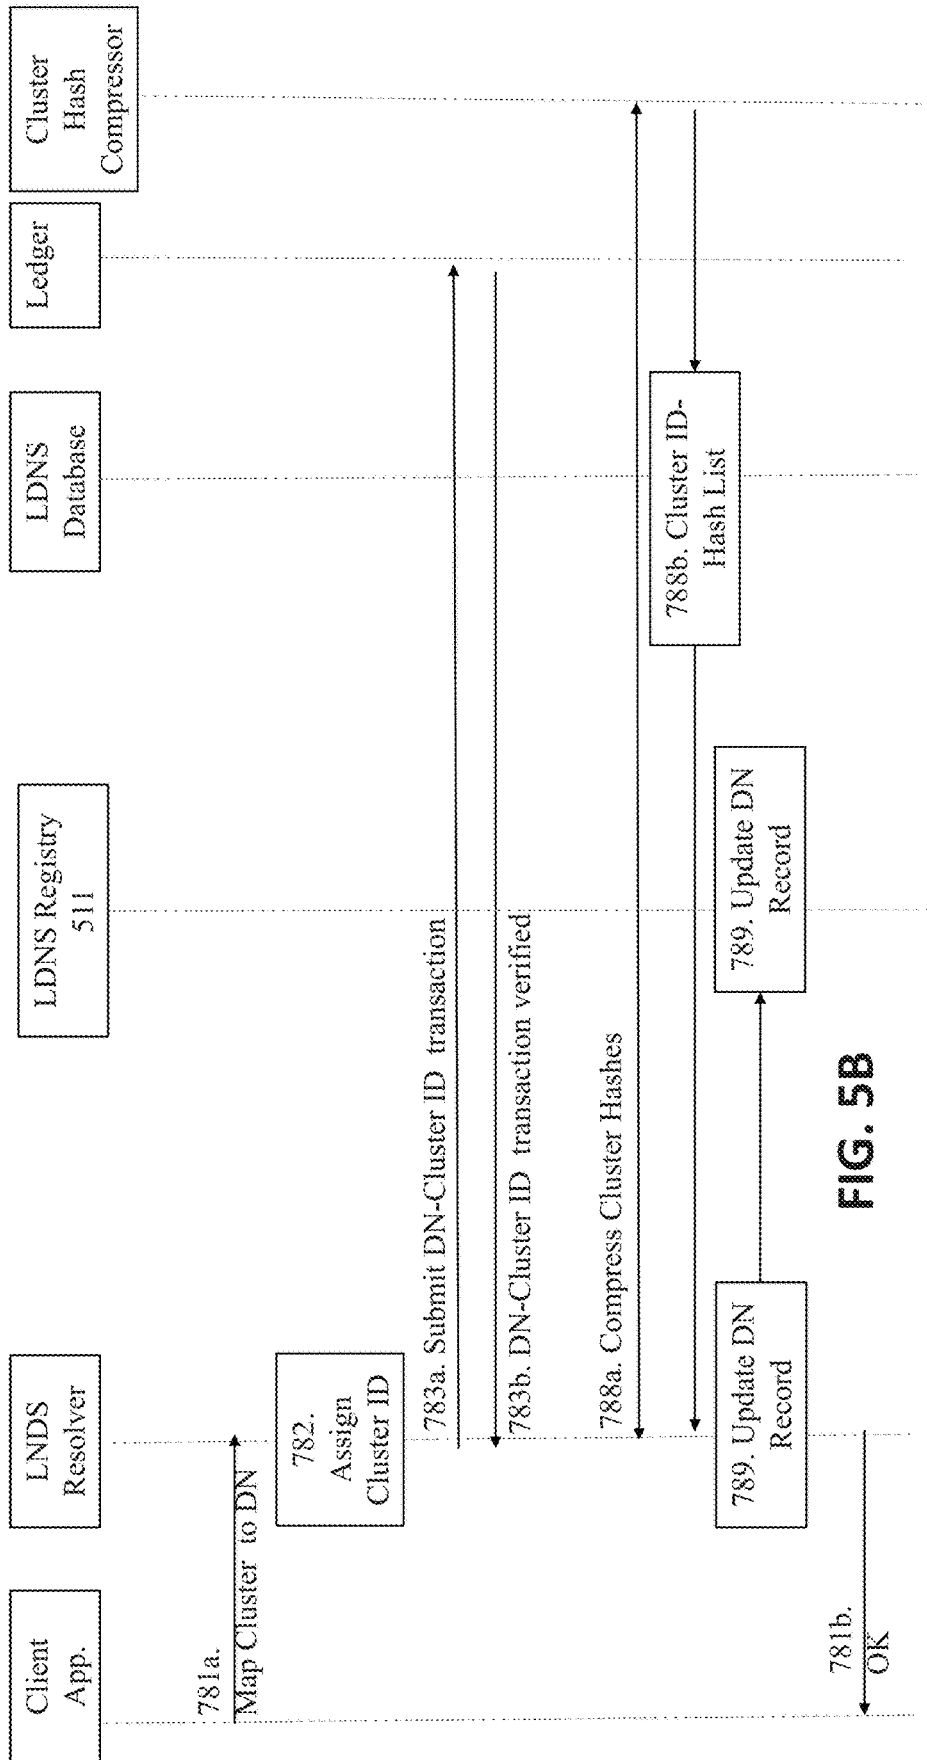 Client
App.
LNDS
Resolver
LDNS Registry
511
LDNS
Database
Ledger
Cluster
Hash
Compressor
781a.
Map Cluster to DN
782.
Assign
Cluster ID
783a. Submit DN-Cluster ID transaction
783b. DN-Cluster ID transaction verified
788a. Compress Cluster Hashes
788b. Cluster ID-
Hash List
789. Update DN
Record
789. Update DN
Record
781b.
OK
FIG. 5B